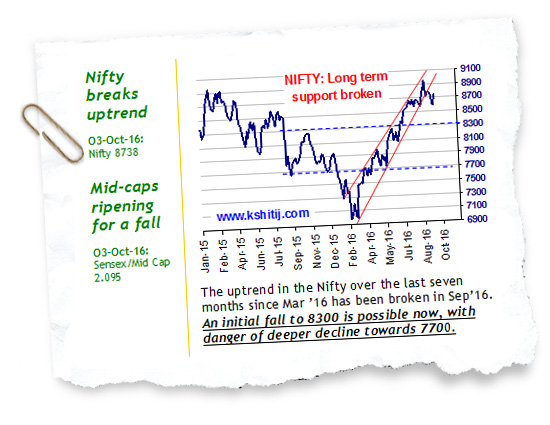 Nifty
breaks
uptrend
03-Oct-16:
Nifty 8738
Mid-caps
ripening
for a fall
03-Oct-16:
Sensex/Mid Cap
2.095
NIFTY: Long term
support broken
9100
8900
8700
8500
8300
8100
7900
7700
7500
7300
7100
6900
www.kshitij.com
Jan-15
Feb-15
Apr-15
Jun-15
Jul-15
Sep-15
Nov-15
Dec-15
Feb-16
Apr-16
May-16
Jul-16
Aug-16
Oct-16
The uptrend in the Nifty over the last seven
months since Mar '16 has been broken in Sep'16.
An initial fall to 8300 is possible now, with
danger of deeper decline towards 7700.